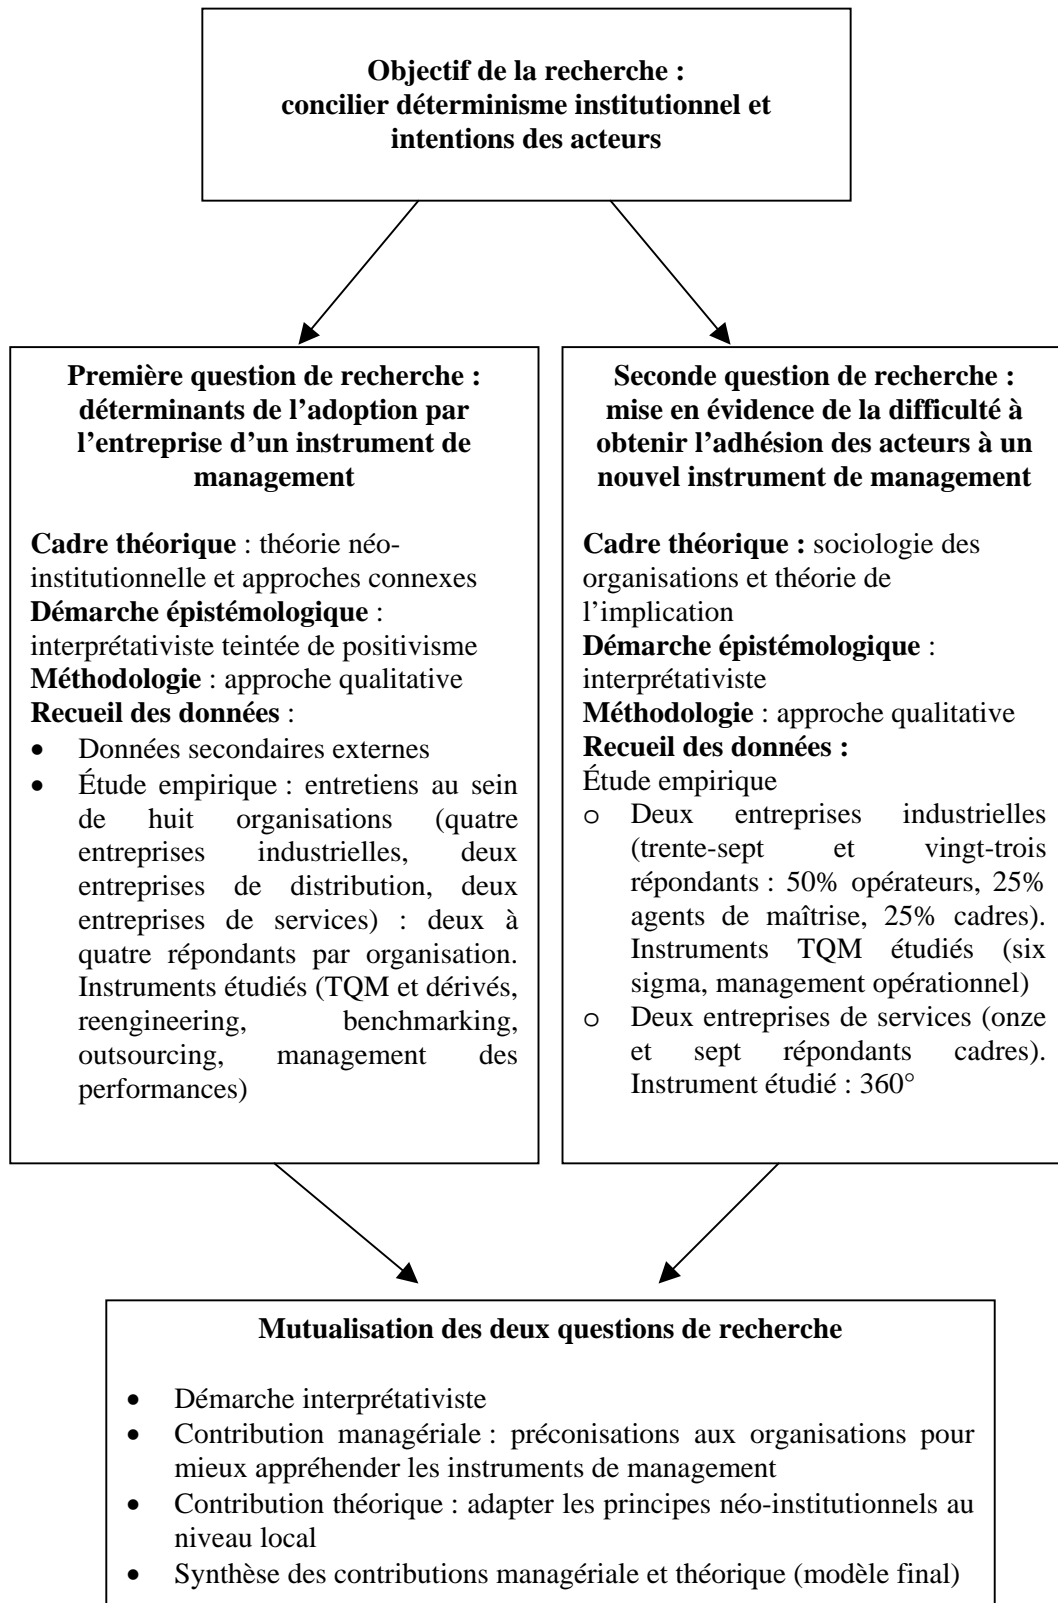 Objectif de la recherche :
concilier déterminisme institutionnel et
intentions des acteurs
Première question de recherche :
déterminants de l’adoption par
l’entreprise d’un instrument de
management
Cadre théorique : théorie néo-
institutionnelle et approches connexes
Démarche épistémologique :
interprétativiste teintée de positivisme
Méthodologie : approche qualitative
Recueil des données :
• Données secondaires externes
• Étude empirique : entretiens au sein
de huit organisations (quatre
entreprises industrielles, deux
entreprises de distribution, deux
entreprises de services) : deux à
quatre répondants par organisation.
Instruments étudiés (TQM et dérivés,
reengineering, benchmarking,
outsourcing, management des
performances)
Seconde question de recherche :
mise en évidence de la difficulté à
obtenir l’adhésion des acteurs à un
nouvel instrument de management
Cadre théorique : sociologie des
organisations et théorie de
l’implication
Démarche épistémologique :
interprétativiste
Méthodologie : approche qualitative
Recueil des données :
Étude empirique
o Deux entreprises industrielles
(trente-sept et vingt-trois
répondants : 50% opérateurs, 25%
agents de maîtrise, 25% cadres).
Instruments TQM étudiés (six
sigma, management opérationnel)
o Deux entreprises de services (onze
et sept répondants cadres).
Instrument étudié : 360°
Mutualisation des deux questions de recherche
• Démarche interprétativiste
• Contribution managériale : préconisations aux organisations pour
mieux appréhender les instruments de management
• Contribution théorique : adapter les principes néo-institutionnels au
niveau local
• Synthèse des contributions managériale et théorique (modèle final)